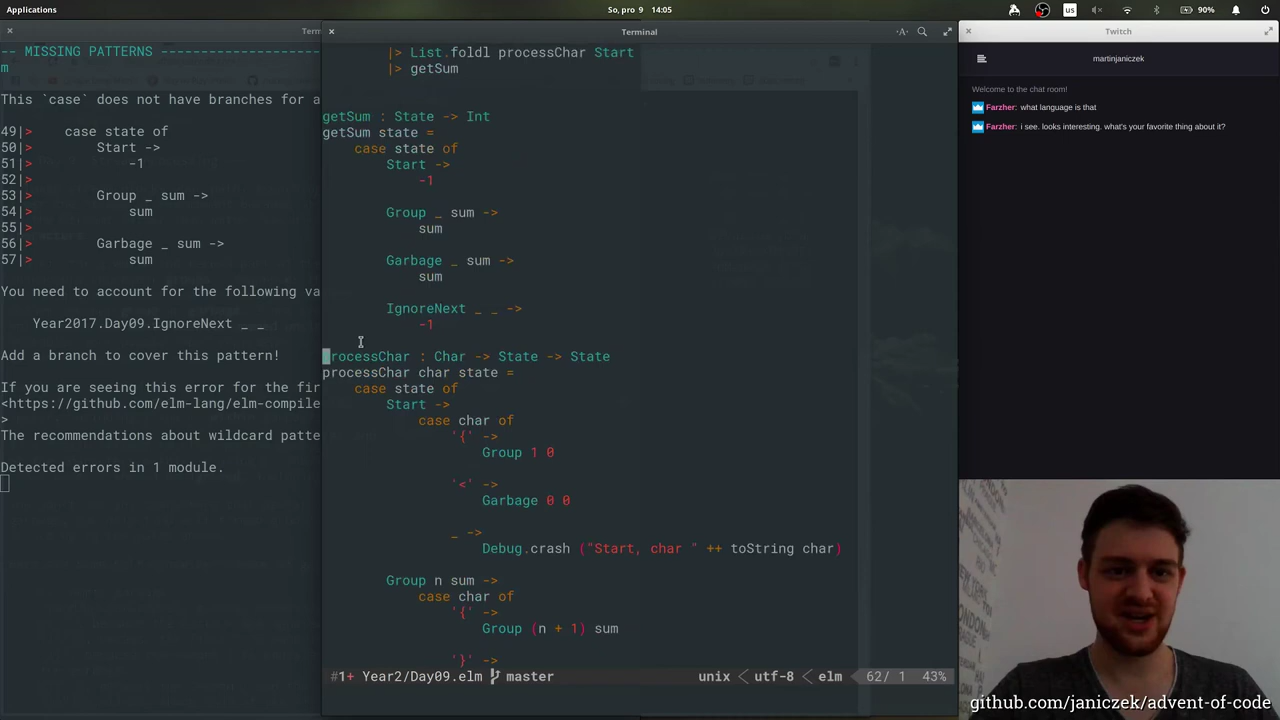 Applications
So, pro 9 14:05
us
90%
Term
-- MISSING PATTERNS --------------------
m
This `case` does not have branches for a
49|> case state of
50|> Start ->
51|> -1
52|>
53|> Group _ sum ->
54|> sum
55|>
56|> Garbage _ sum ->
57|> sum
You need to account for the following va
Year2017.Day09.IgnoreNext _ _
Add a branch to cover this pattern!
If you are seeing this error for the fir
<https://github.com/elm-lang/elm-compile
>
The recommendations about wildcard patte
Detected errors in 1 module.
Terminal
|> List.foldl processChar Start
|> getSum
getSum : State -> Int
getSum state =
case state of
Start ->
-1
Group _ sum ->
sum
Garbage _ sum ->
sum
IgnoreNext _ _ ->
-1
processChar : Char -> State -> State
processChar char state =
case state of
Start ->
case char of
'{' ->
Group 1 0
'<' ->
Garbage 0 0
_ ->
Debug.crash ("Start, char " ++ toString char)
Group n sum ->
case char of
'{' ->
Group (n + 1) sum
'}' ->
#1+ Year2/Day09.elm master unix < utf-8 < elm 62/ 1 43%
Twitch
martinjaniczek
Welcome to the chat room!
Farzher: what language is that
Farzher: i see. looks interesting. what's your favorite thing about it?
github.com/janiczek/advent-of-code